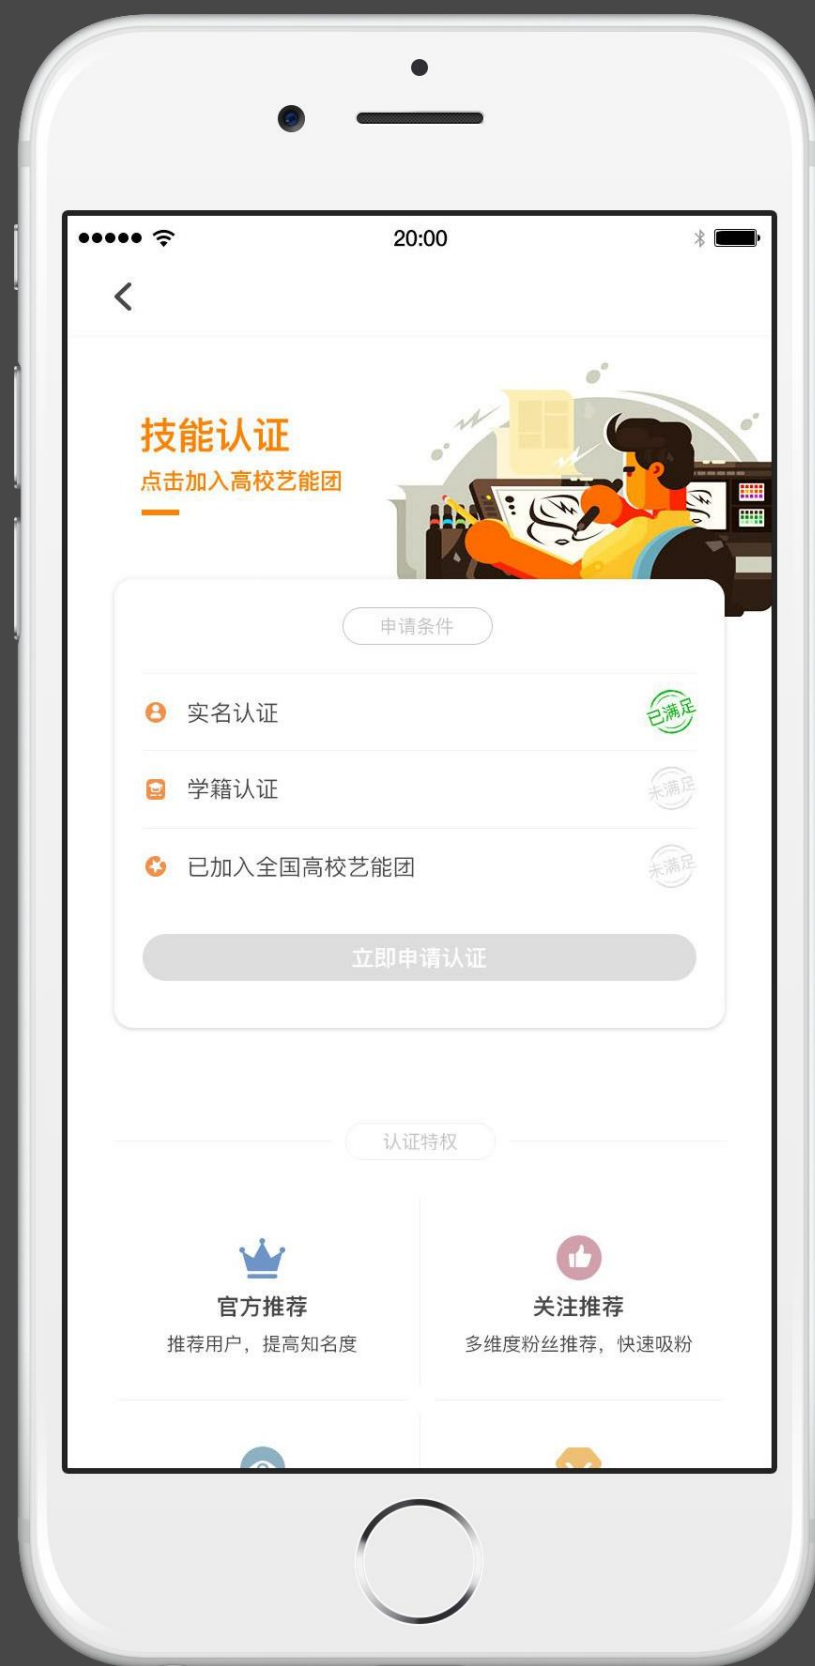 20:00
技能认证
点击加入高校艺能团
申请条件
实名认证
已满足
学籍认证
未满足
已加入全国高校艺能团
未满足
立即申请认证
认证特权
官方推荐
推荐用户，提高知名度
关注推荐
多维度粉丝推荐，快速吸粉